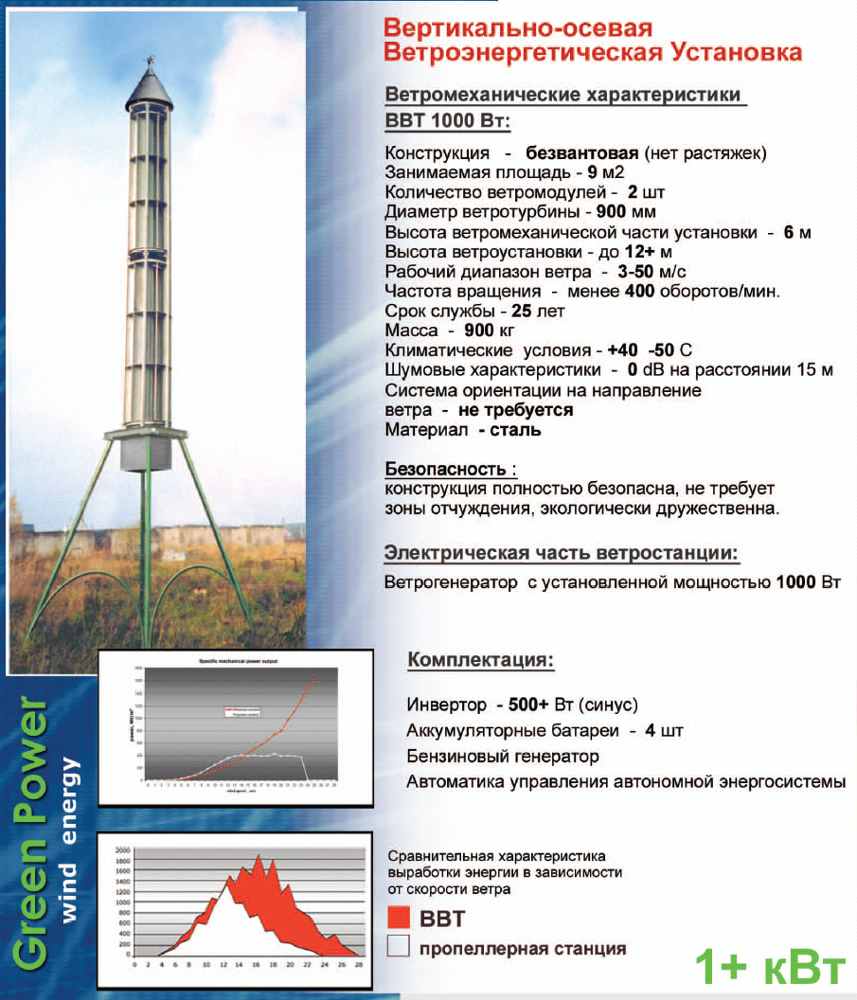 Вертикально-осевая
Ветроэнергетическая Установка
Ветромеханические характеристики
ВВТ 1000 Вт:
Конструкция - безвантовая (нет растяжек)
Занимаемая площадь - 9 м2
Количество ветромодулей - 2 шт
Диаметр ветротурбины - 900 мм
Высота ветромеханической части установки - 6 м
Высота ветроустановки - до 12+ м
Рабочий диапазон ветра - 3-50 м/с
Частота вращения - менее 400 оборотов/мин.
Срок службы - 25 лет
Масса - 900 кг
Климатические условия - +40 -50 С
Шумовые характеристики - 0 dB на расстоянии 15 м
Система ориентации на направление
ветра - не требуется
Материал - сталь
Безопасность :
конструкция полностью безопасна, не требует
зоны отчуждения, экологически дружественна.
Электрическая часть ветростанции:
Ветрогенератор с установленной мощностью 1000 Вт
Комплектация:
Инвертор - 500+ Вт (синус)
Аккумуляторные батареи - 4 шт
Бензиновый генератор
Автоматика управления автономной энергосистемы
Green Power
wind energy
Specific mechanical power output
power, W/m²
2000
1800
1600
1400
1200
1000
800
600
400
200
0
0 2 4 6 8 10 12 14 16 18 20 22 24 26 28
Сравнительная характеристика
выработки энергии в зависимости
от скорости ветра
ВВТ
пропеллерная станция
1+ кВт